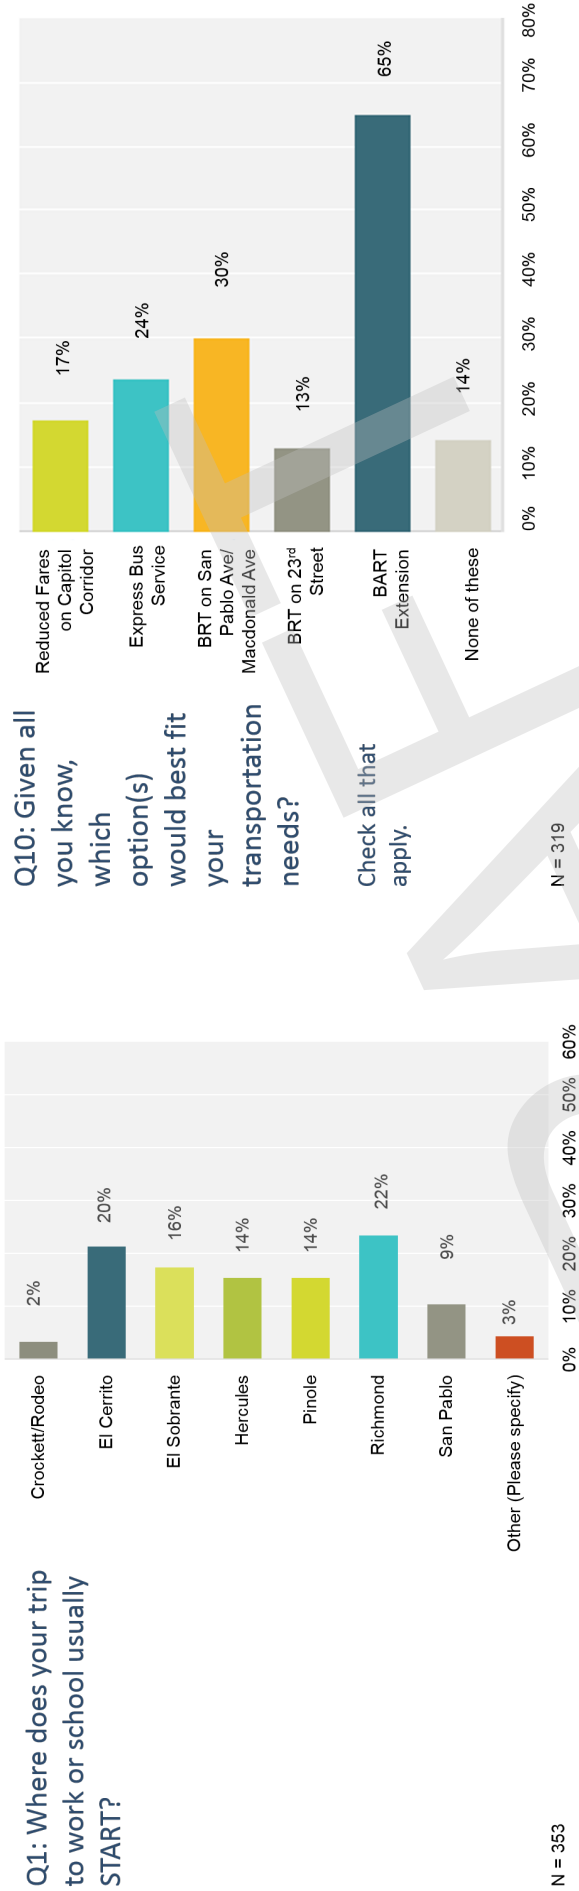 Q1: Where does your trip
to work or school usually
START?
N = 353
Crockett/Rodeo
2%
El Cerrito
20%
El Sobrante
16%
Hercules
14%
Pinole
14%
Richmond
22%
San Pablo
9%
Other (Please specify)
3%
0% 10% 20% 30% 40% 50% 60%
Q10: Given all
you know,
which
option(s)
would best fit
your
transportation
needs?
Check all that
apply.
N = 319
Reduced Fares
on Capitol
Corridor
17%
Express Bus
Service
24%
BRT on San
Pablo Ave/
Macdonald Ave
30%
BRT on 23rd
Street
13%
BART
Extension
65%
None of these
14%
0% 10% 20% 30% 40% 50% 60% 70% 80%